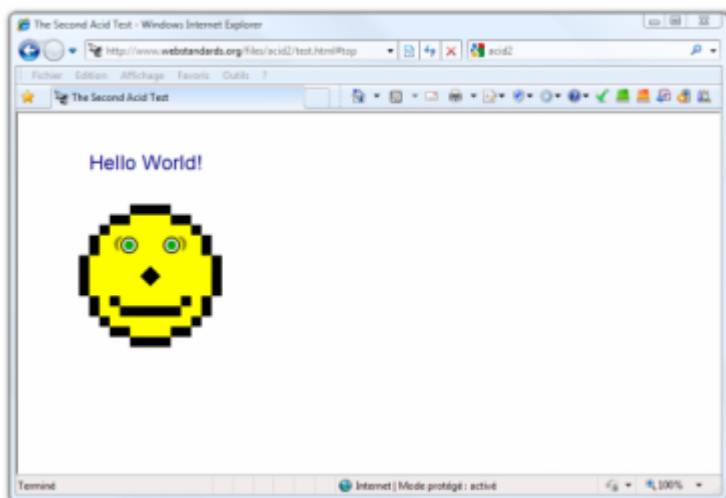 The Second Acid Test - Windows Internet Explorer
http://www.webstandards.org/files/acid2/test.html#top
acid2
Fichier Edition Affichage Favoris Outils ?
The Second Acid Test
Hello World!
Terminé
Internet | Mode protégé : activé
100%